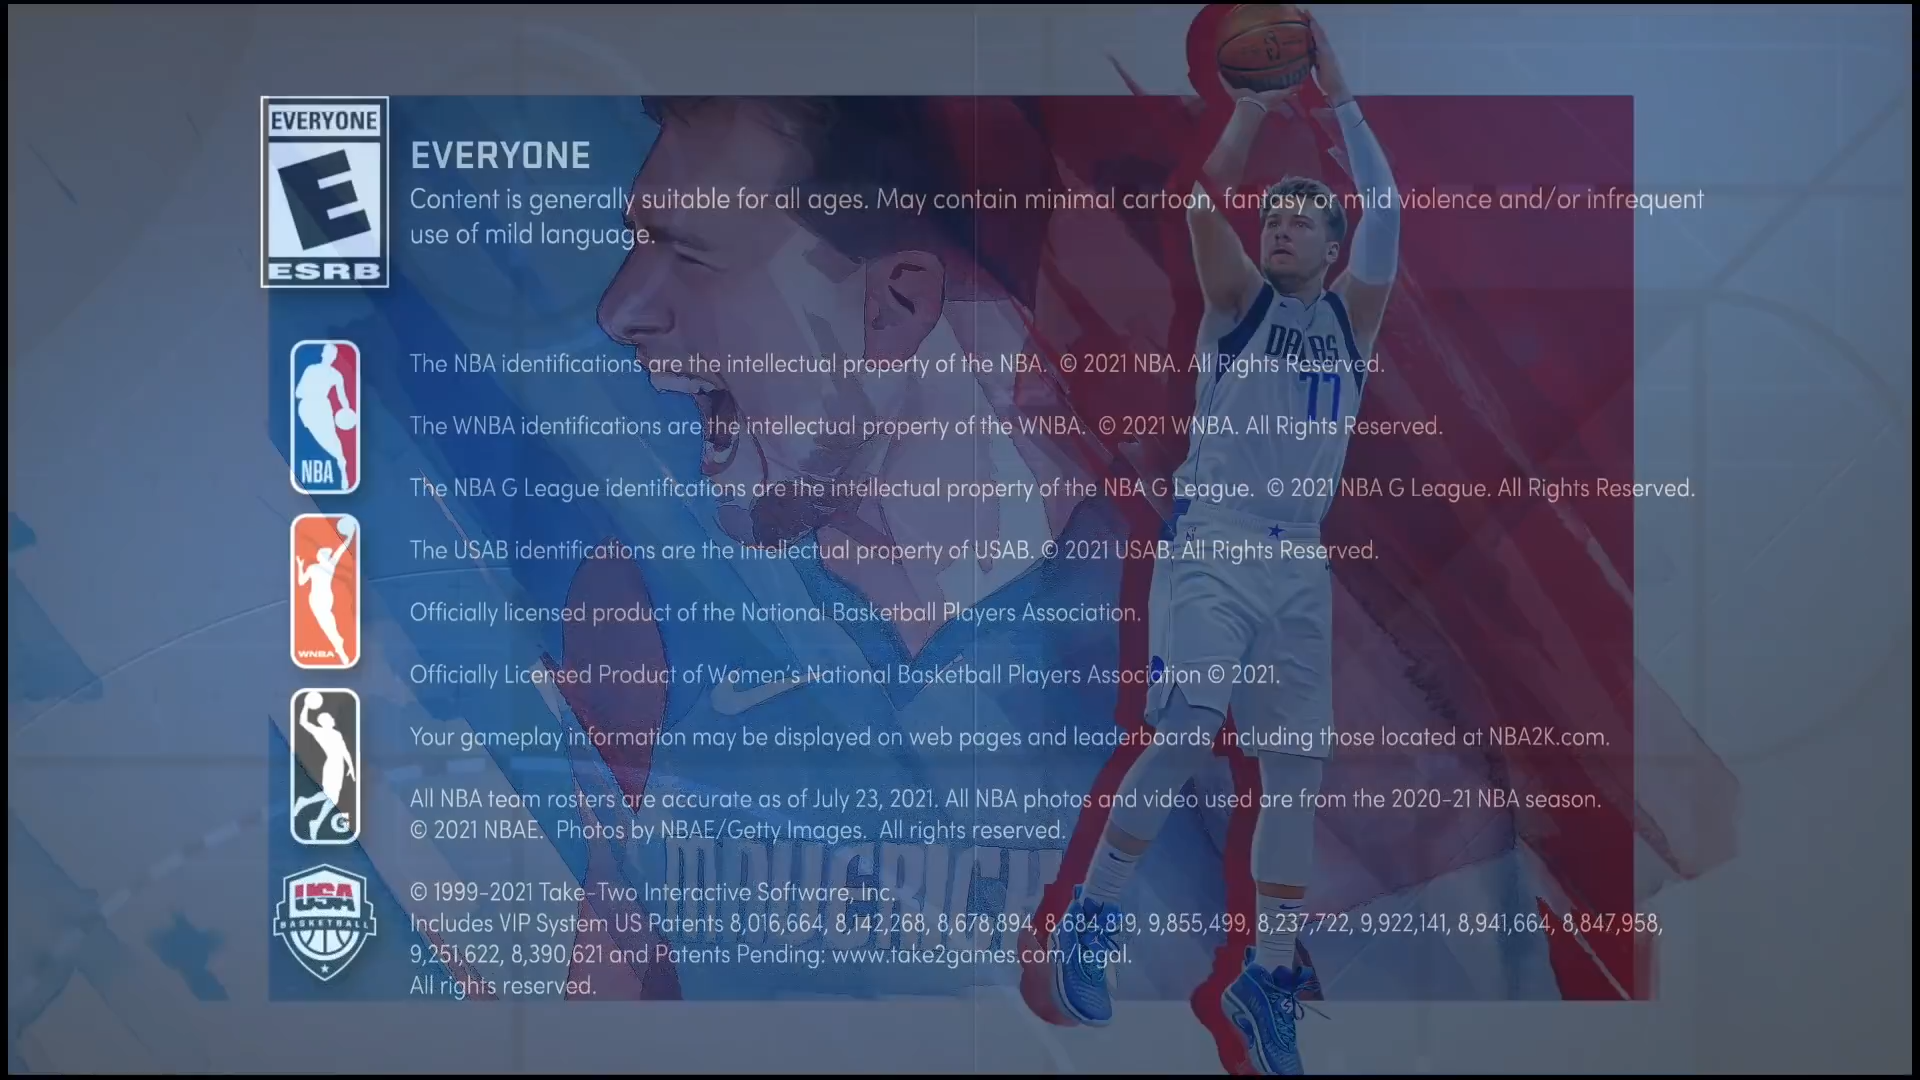 EVERYONE
E
ESRB
EVERYONE
Content is generally suitable for all ages. May contain minimal cartoon, fantasy or mild violence and/or infrequent
use of mild language.
NBA
The NBA identifications are the intellectual property of the NBA. © 2021 NBA. All Rights Reserved.
DALLAS
77
The WNBA identifications are the intellectual property of the WNBA. © 2021 WNBA. All Rights Reserved.
The NBA G League identifications are the intellectual property of the NBA G League. © 2021 NBA G League. All Rights Reserved.
WNBA
The USAB identifications are the intellectual property of USAB. © 2021 USAB. All Rights Reserved.
Officially licensed product of the National Basketball Players Association.
Officially Licensed Product of Women's National Basketball Players Association © 2021.
G
Your gameplay information may be displayed on web pages and leaderboards, including those located at NBA2K.com.
All NBA team rosters are accurate as of July 23, 2021. All NBA photos and video used are from the 2020-21 NBA season.
© 2021 NBAE. Photos by NBAE/Getty Images. All rights reserved.
MAVERICK
USA
BASKETBALL
© 1999-2021 Take-Two Interactive Software, Inc.
Includes VIP System US Patents 8,016,664, 8,142,268, 8,678,894, 8,684,819, 9,855,499, 8,237,722, 9,922,141, 8,941,664, 8,847,958,
9,251,622, 8,390,621 and Patents Pending: www.take2games.com/legal.
All rights reserved.